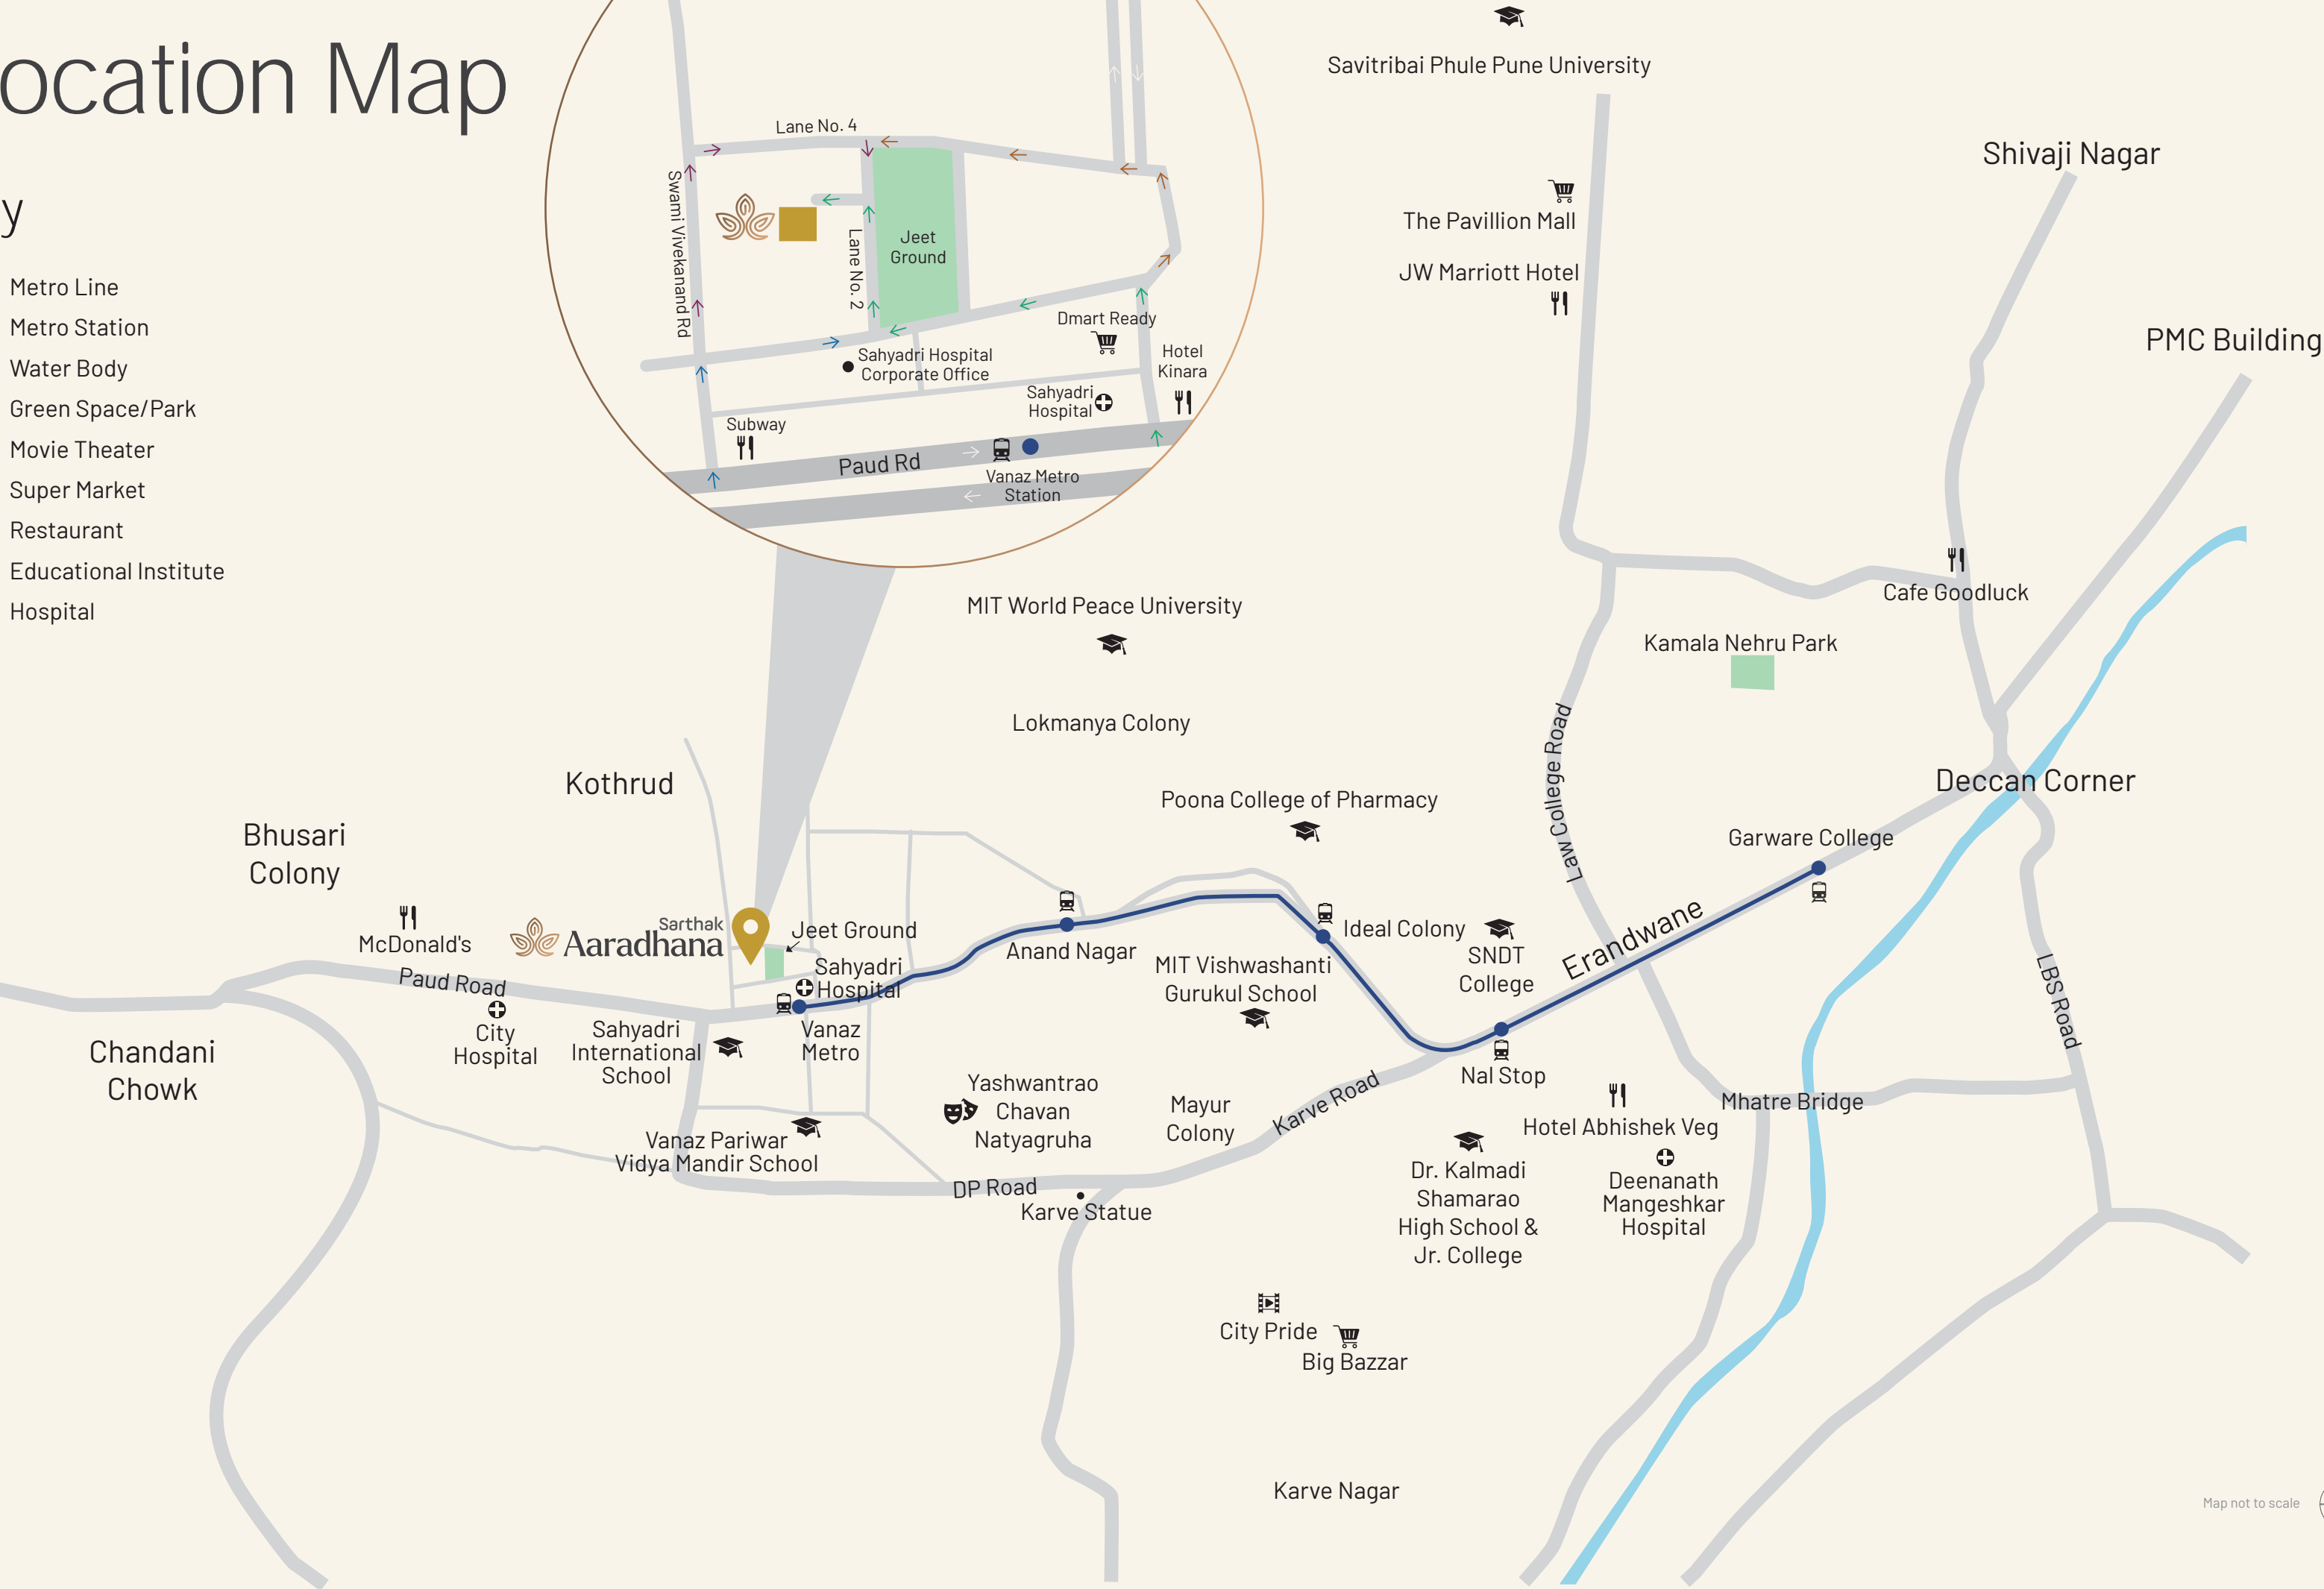 ocation Map
y
Metro Line
Metro Station
Water Body
Green Space/Park
Movie Theater
Super Market
Restaurant
Educational Institute
Hospital
Lane No. 4
Swami Vivekanand Rd
Lane No. 2
Jeet
Ground
Dmart Ready
Sahyadri Hospital
Corporate Office
Hotel
Kinara
Sahyadri
Hospital
Subway
Paud Rd
Vanaz Metro
Station
Savitribai Phule Pune University
Shivaji Nagar
The Pavillion Mall
JW Marriott Hotel
PMC Building
Cafe Goodluck
MIT World Peace University
Kamala Nehru Park
Lokmanya Colony
Law College Road
Kothrud
Deccan Corner
Poona College of Pharmacy
Bhusari
Colony
Garware College
McDonald's
Sarthak
Aaradhana
Jeet Ground
Anand Nagar
Ideal Colony
SNDT
College
Erandwane
Sahyadri
Hospital
MIT Vishwashanti
Gurukul School
Paud Road
LBS Road
City
Hospital
Sahyadri
International
School
Vanaz
Metro
Chandani
Chowk
Nal Stop
Yashwantrao
Chavan
Natyagruha
Mayur
Colony
Karve Road
Mhatre Bridge
Hotel Abhishek Veg
Vanaz Pariwar
Vidya Mandir School
Dr. Kalmadi
Shamarao
High School &
Jr. College
Deenanath
Mangeshkar
Hospital
DP Road
Karve Statue
City Pride
Big Bazzar
Karve Nagar
Map not to scale